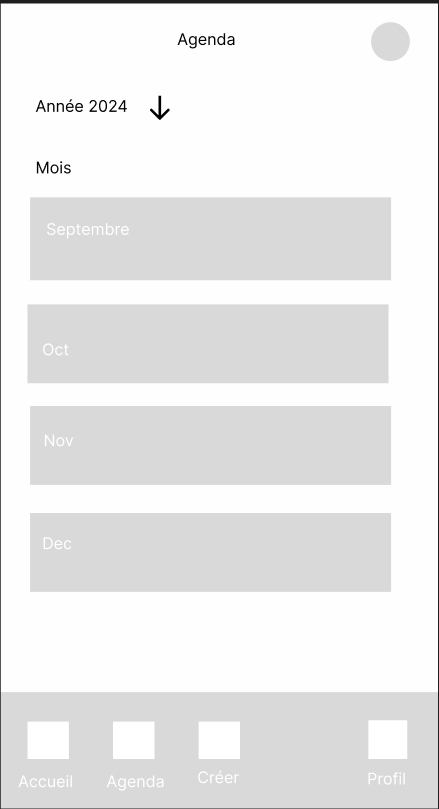 Agenda
Année 2024
Mois
Septembre
Oct
Nov
Dec
Accueil Agenda Créer Profil